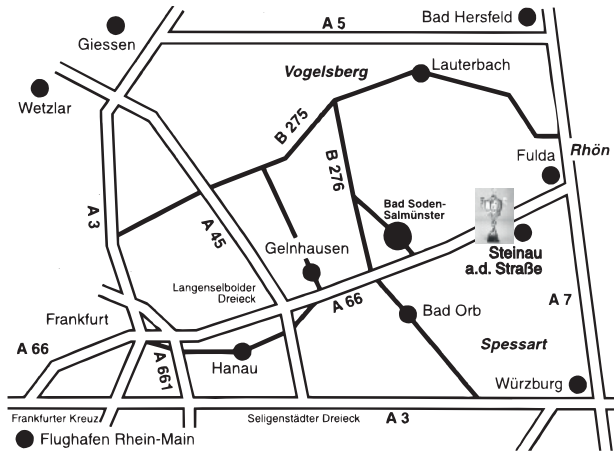 Bad Hersfeld
A 5
Giessen
Vogelsberg
Lauterbach
Wetzlar
B 275
B 276
Rhön
Fulda
A 3
A 45
Bad Soden-
Salmünster
Gelnhausen
Steinau
a.d. Straße
Langenselbolder
Dreieck
A 66
A 7
Frankfurt
Bad Orb
A 66
Spessart
A 661
Hanau
Würzburg
Frankfurter Kreuz
Seligenstädter Dreieck
A 3
Flughafen Rhein-Main